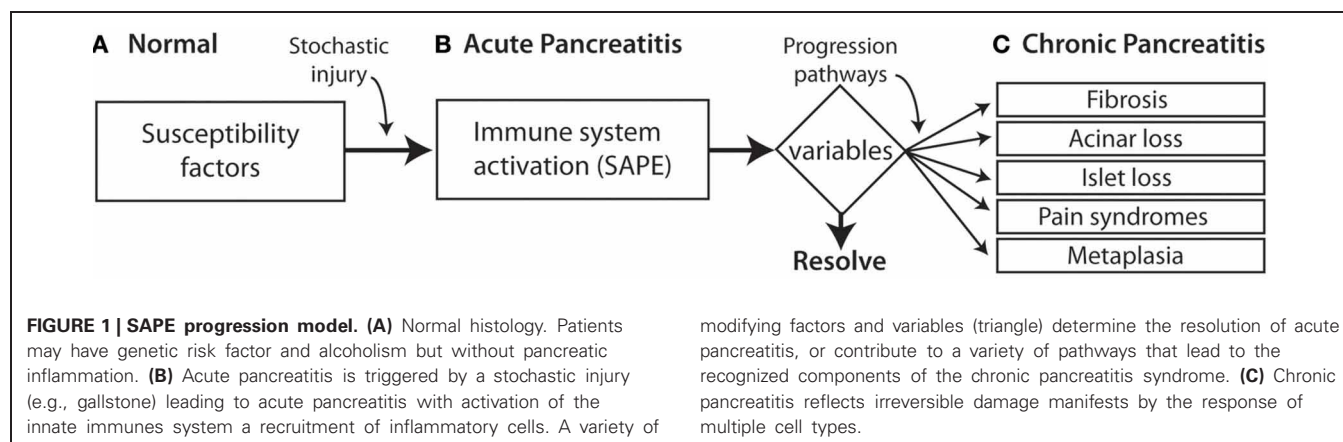 A Normal
Stochastic
injury
B Acute Pancreatitis
Progression
pathways
C Chronic Pancreatitis
Susceptibility
factors
Immune system
activation (SAPE)
variables
Resolve
Fibrosis
Acinar loss
Islet loss
Pain syndromes
Metaplasia
FIGURE 1 | SAPE progression model. (A) Normal histology. Patients
may have genetic risk factor and alcoholism but without pancreatic
inflammation. (B) Acute pancreatitis is triggered by a stochastic injury
(e.g., gallstone) leading to acute pancreatitis with activation of the
innate immunes system a recruitment of inflammatory cells. A variety of
modifying factors and variables (triangle) determine the resolution of acute
pancreatitis, or contribute to a variety of pathways that lead to the
recognized components of the chronic pancreatitis syndrome. (C) Chronic
pancreatitis reflects irreversible damage manifests by the response of
multiple cell types.